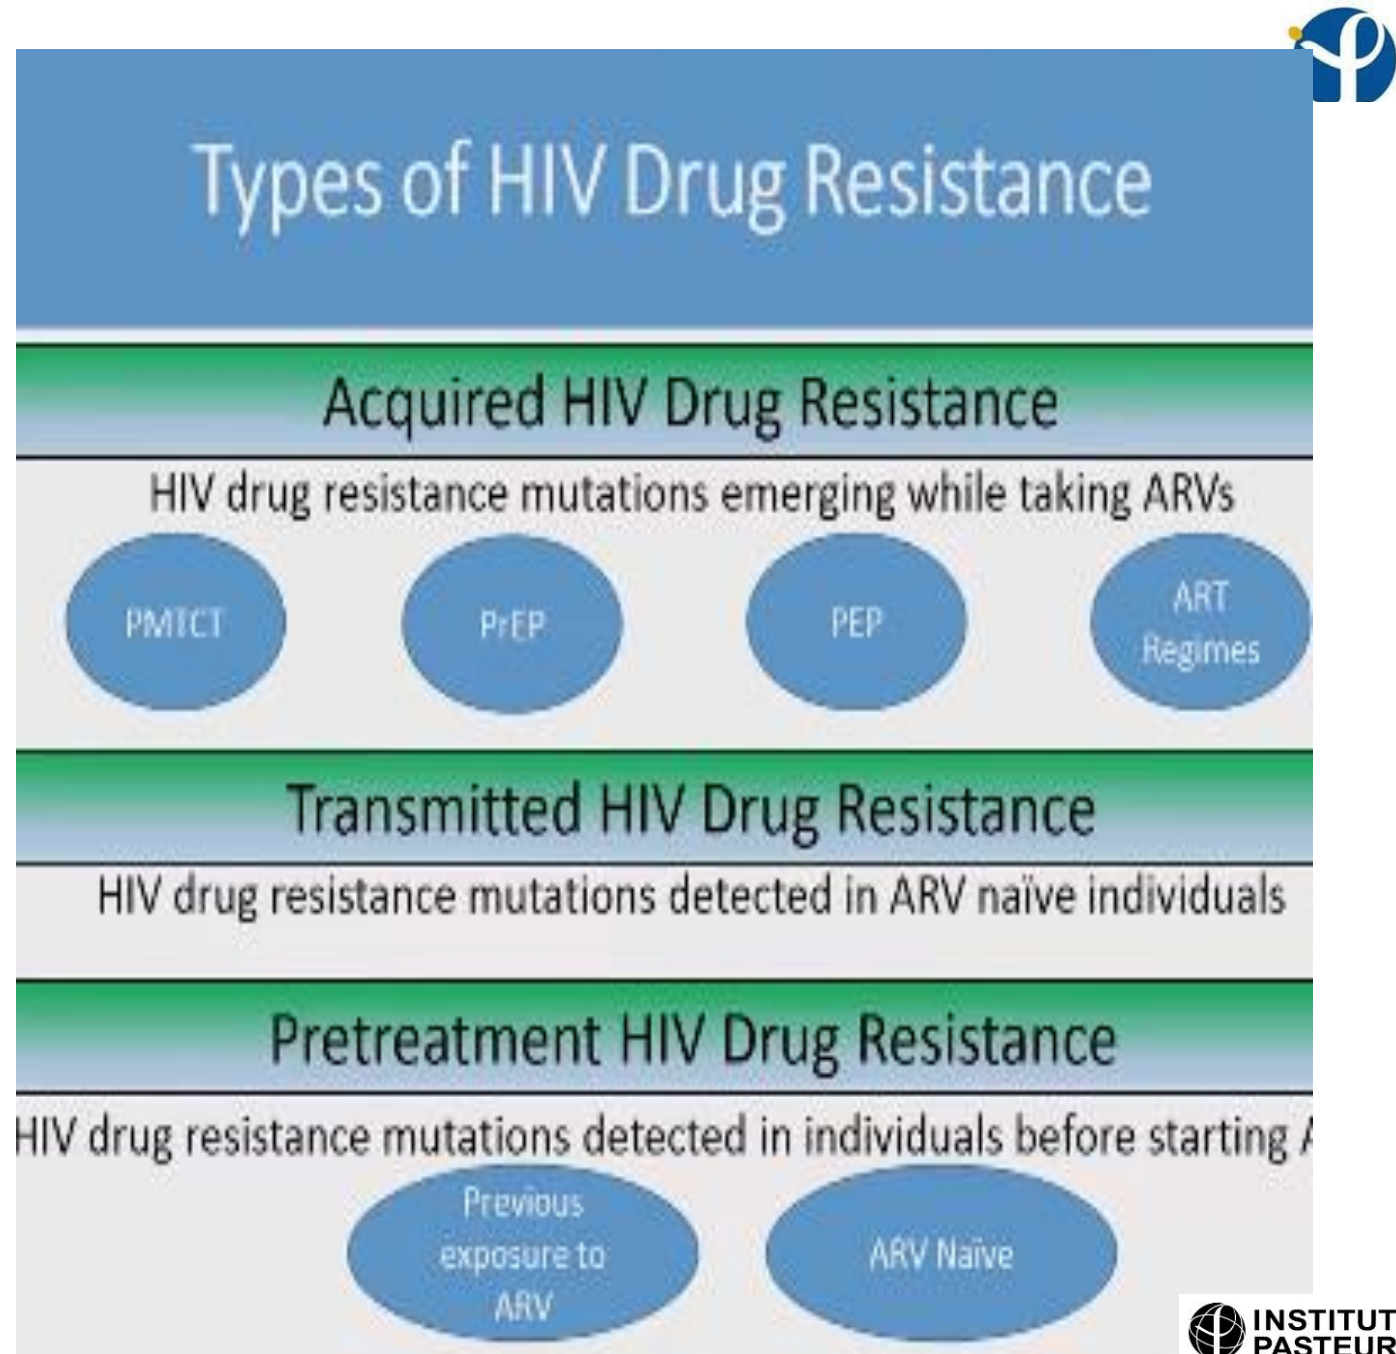 Types of HIV Drug Resistance
Acquired HIV Drug Resistance
HIV drug resistance mutations emerging while taking ARVs
PMTCT
PrEP
PEP
ART
Regimes
Transmitted HIV Drug Resistance
HIV drug resistance mutations detected in ARV naïve individuals
Pretreatment HIV Drug Resistance
HIV drug resistance mutations detected in individuals before starting
Previous
exposure to
ARV
ARV Naïve
INSTITUT
PASTEUR